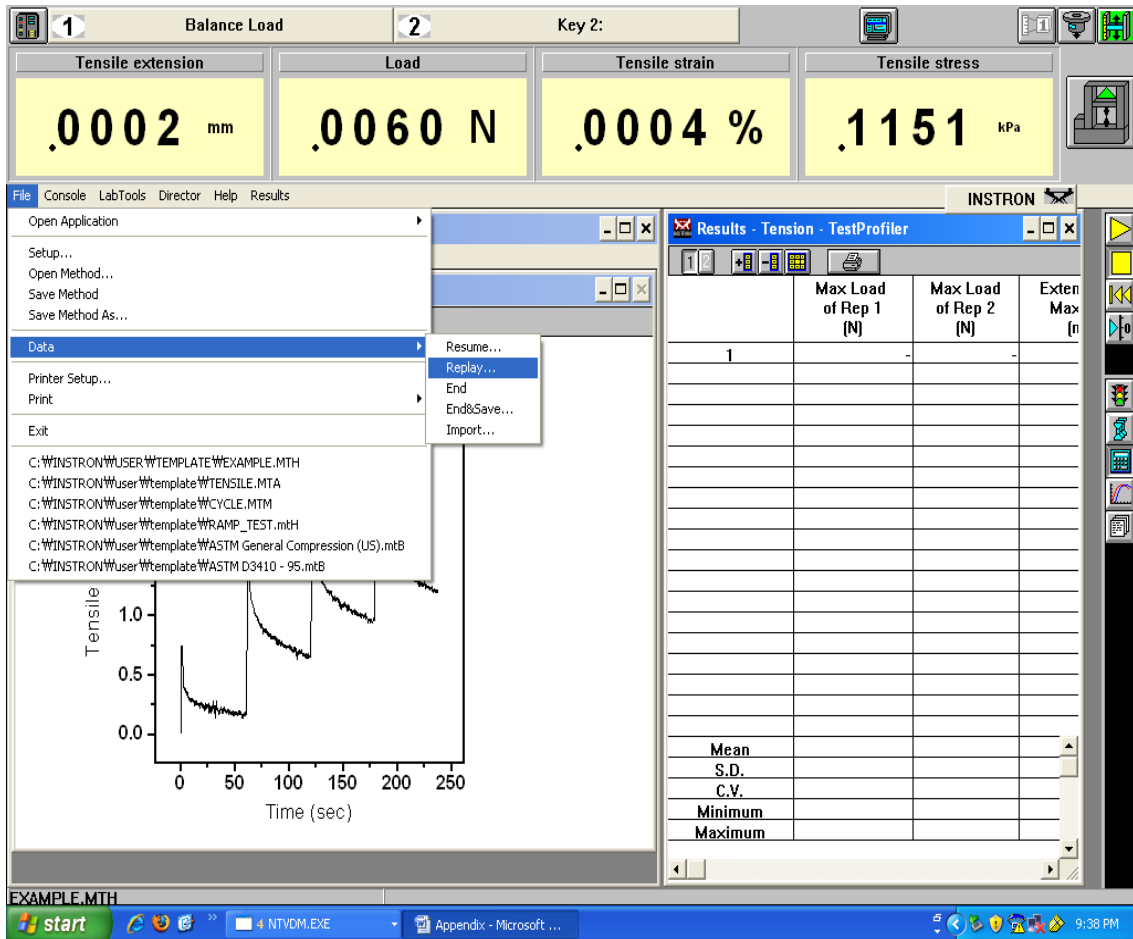 1 Balance Load 2 Key 2: 1
Tensile extension Load Tensile strain Tensile stress
.0002 mm .0060 N .0004 % .1151 kPa
File Console LabTools Director Help Results
INSTRON
Open Application
Setup...
Open Method...
Save Method
Save Method As...
Data
Printer Setup...
Print
Exit
C:₩INSTRON₩USER₩TEMPLATE₩EXAMPLE.MTH
C:₩INSTRON₩user₩template₩TENSILE.MTA
C:₩INSTRON₩user₩template₩CYCLE.MTM
C:₩INSTRON₩user₩template₩RAMP_TEST.mtH
C:₩INSTRON₩user₩template₩ASTM General Compression (US).mtB
C:₩INSTRON₩user₩template₩ASTM D3410 - 95.mtB
Resume...
Replay...
End
End&Save...
Import...
Tensile
1.0
0.5
0.0
0 50 100 150 200 250
Time (sec)
Results - Tension - TestProfiler
1 2
Max Load of Rep 1 (N)
Max Load of Rep 2 (N)
Exten
Max
1 - -
Mean
S.D.
C.V.
Minimum
Maximum
EXAMPLE.MTH
start 4 NTVDM.EXE Appendix - Microsoft ... 9:38 PM